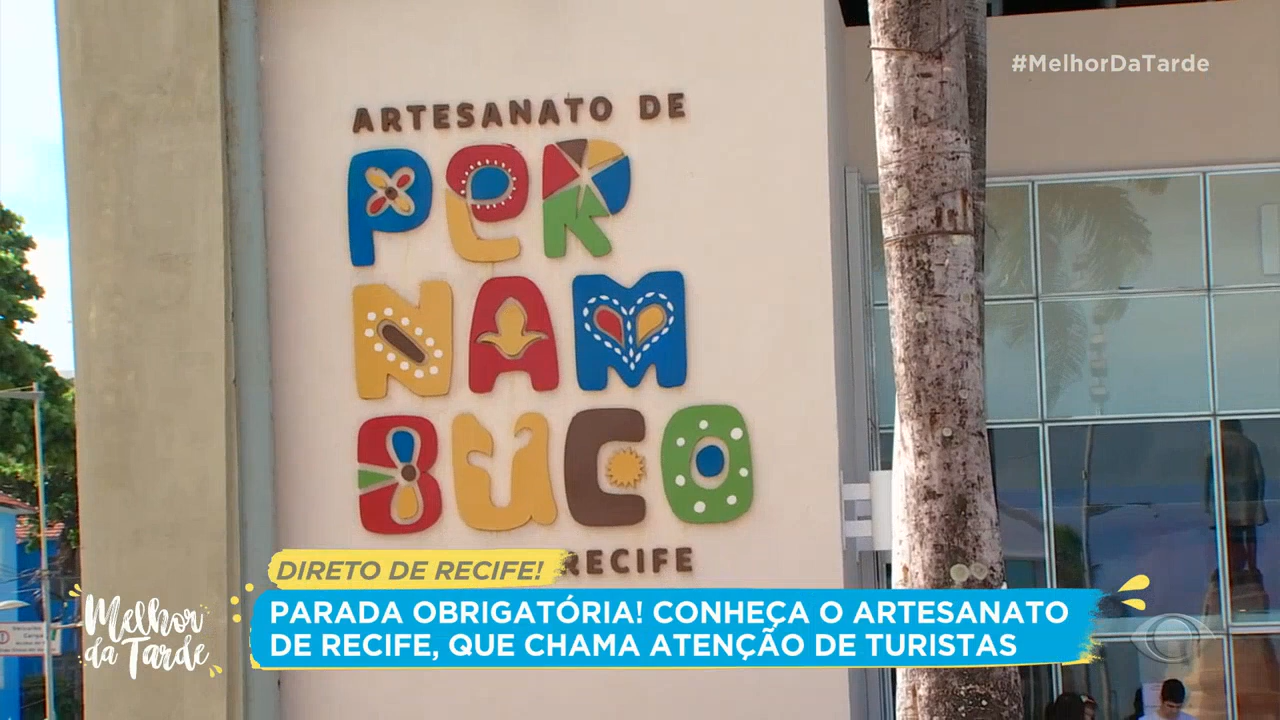 #MelhorDaTarde
ARTESANATO DE
PER
NAM
BUCO
RECIFE
DIRETO DE RECIFE!
PARADA OBRIGATÓRIA! CONHEÇA O ARTESANATO
DE RECIFE, QUE CHAMA ATENÇÃO DE TURISTAS
Melhor
da Tarde